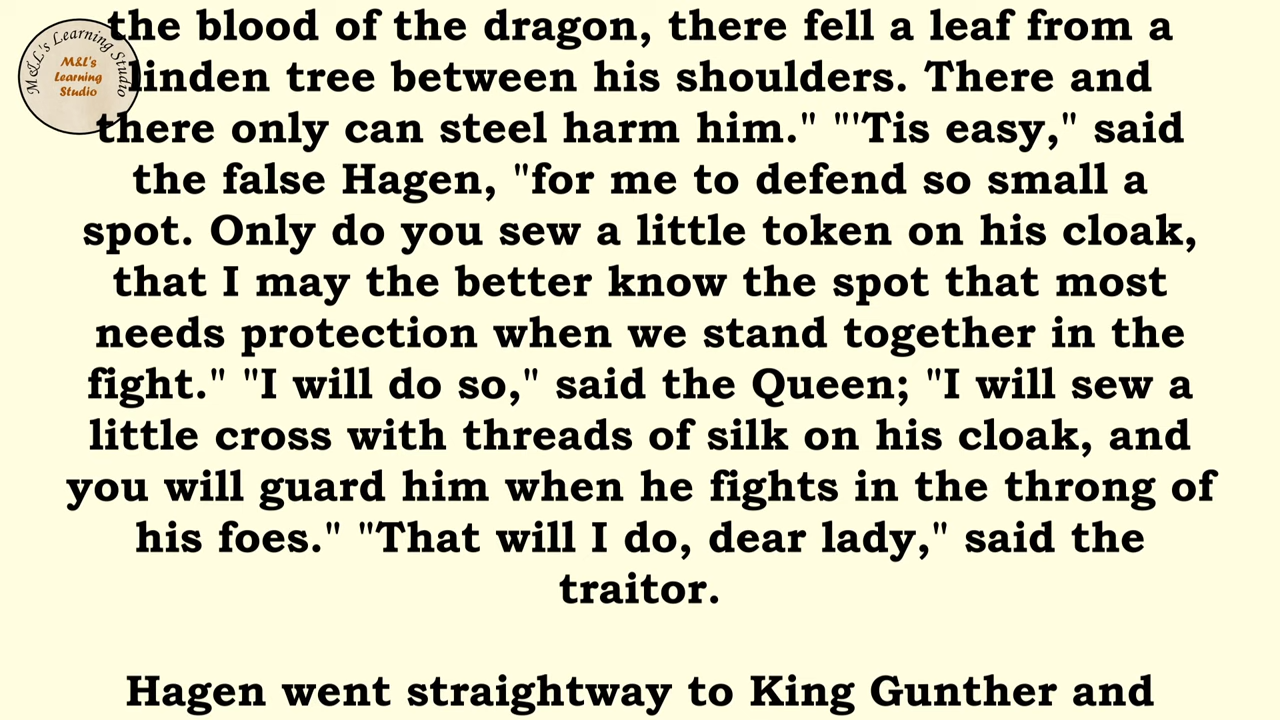 the blood of the dragon, there fell a leaf from a
linden tree between his shoulders. There and
there only can steel harm him." "'Tis easy," said
the false Hagen, "for me to defend so small a
spot. Only do you sew a little token on his cloak,
that I may the better know the spot that most
needs protection when we stand together in the
fight." "I will do so," said the Queen; "I will sew a
little cross with threads of silk on his cloak, and
you will guard him when he fights in the throng of
his foes." "That will I do, dear lady," said the
traitor.
Hagen went straightway to King Gunther and
M&L's Learning Studio
M&L's
Learning
Studio